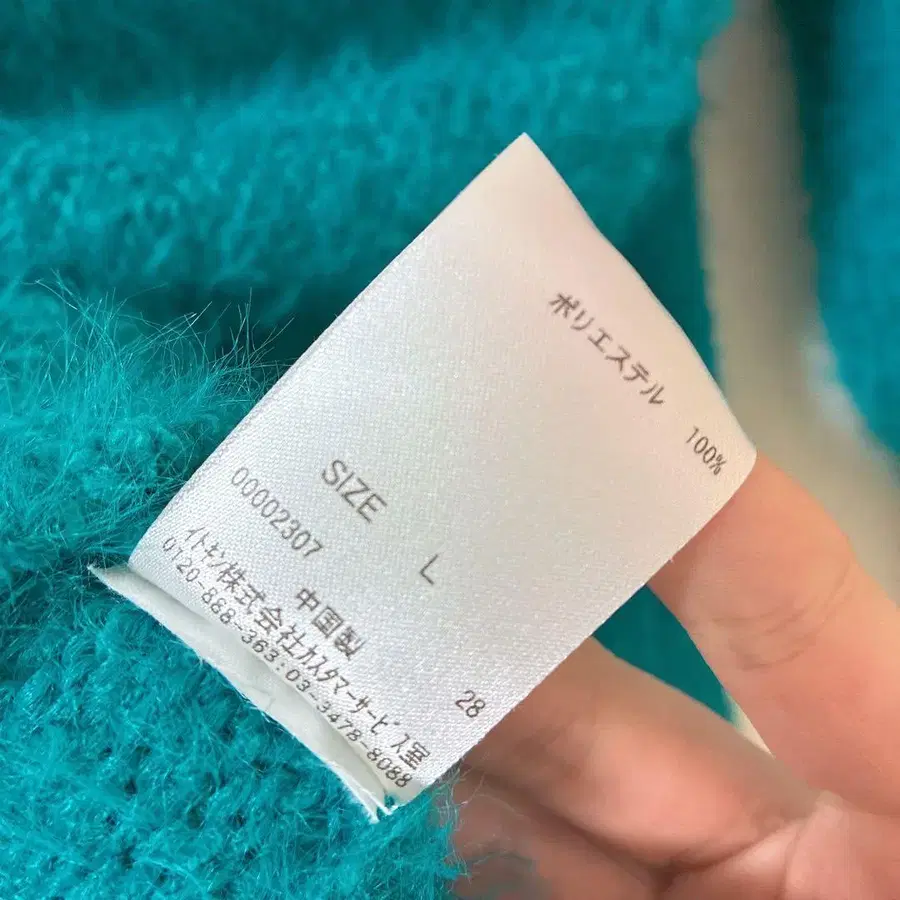 ポリエステル 100%
SIZE L
00002307
中国製 28
イトキン株式会社カスタマーサービス室
0120-888-363:03-3478-8088